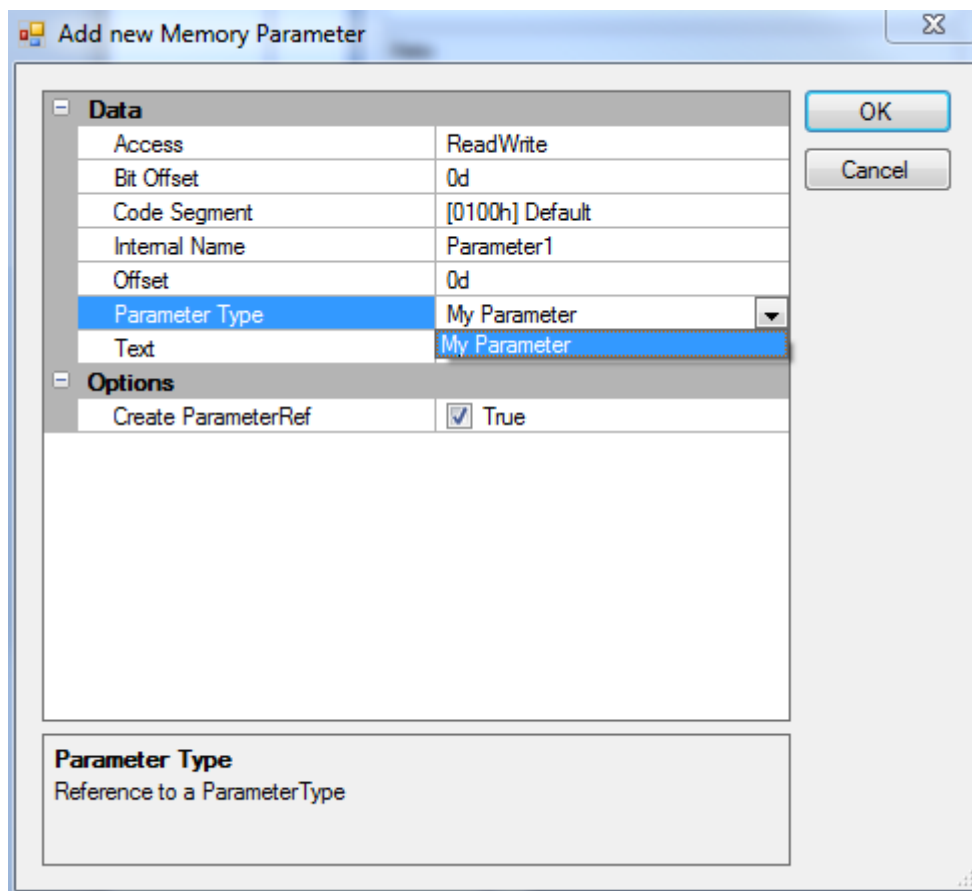 Add new Memory Parameter
OK
Cancel
Data
Access ReadWrite
Bit Offset 0d
Code Segment [0100h] Default
Internal Name Parameter1
Offset 0d
Parameter Type My Parameter
Text My Parameter
Options
Create ParameterRef True
Parameter Type
Reference to a ParameterType